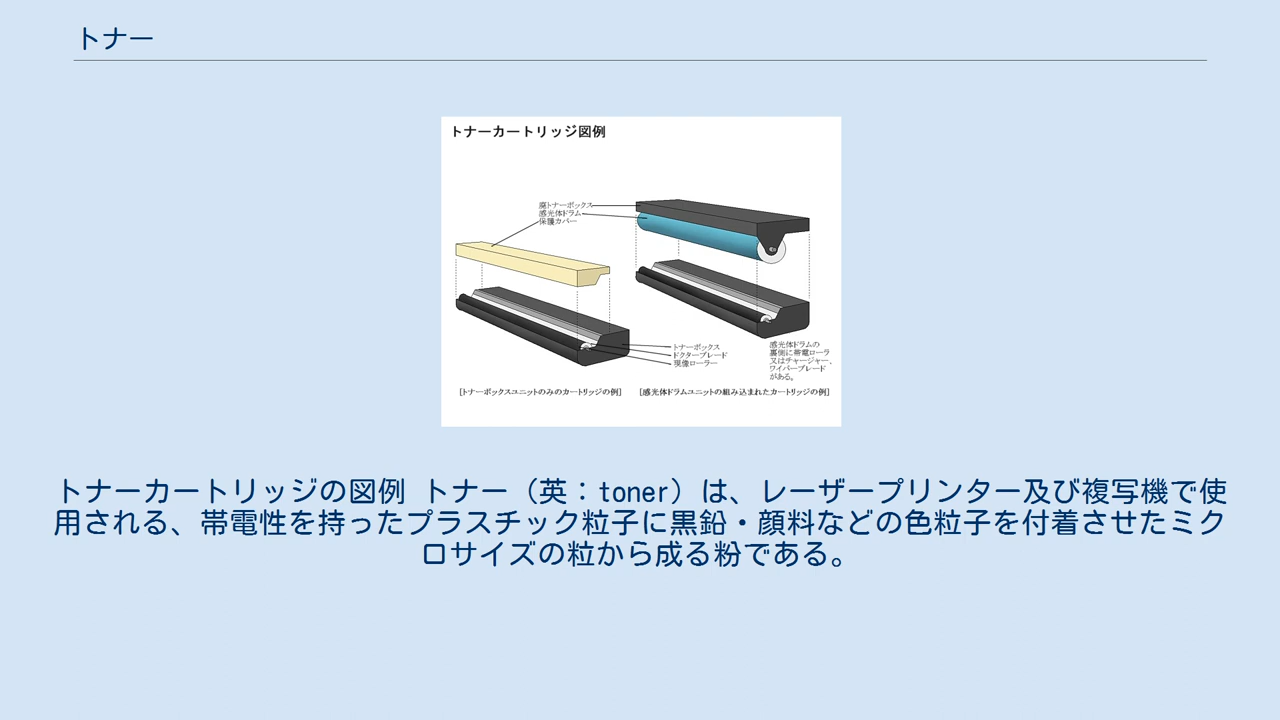 トナー
トナーカートリッジ図例
廃トナーボックス
感光体ドラム
保護カバー
トナーボックス
ドクターブレード
現像ローラー
感光体ドラムの
裏側に帯電ローラ
又はチャージャー、
ワイパーブレード
がある。
[トナーボックスユニットのみのカートリッジの例]
[感光体ドラムユニットの組み込まれたカートリッジの例]
トナーカートリッジの図例 トナー（英：toner）は、レーザープリンター及び複写機で使
用される、帯電性を持ったプラスチック粒子に黒鉛・顔料などの色粒子を付着させたミク
ロサイズの粒から成る粉である。